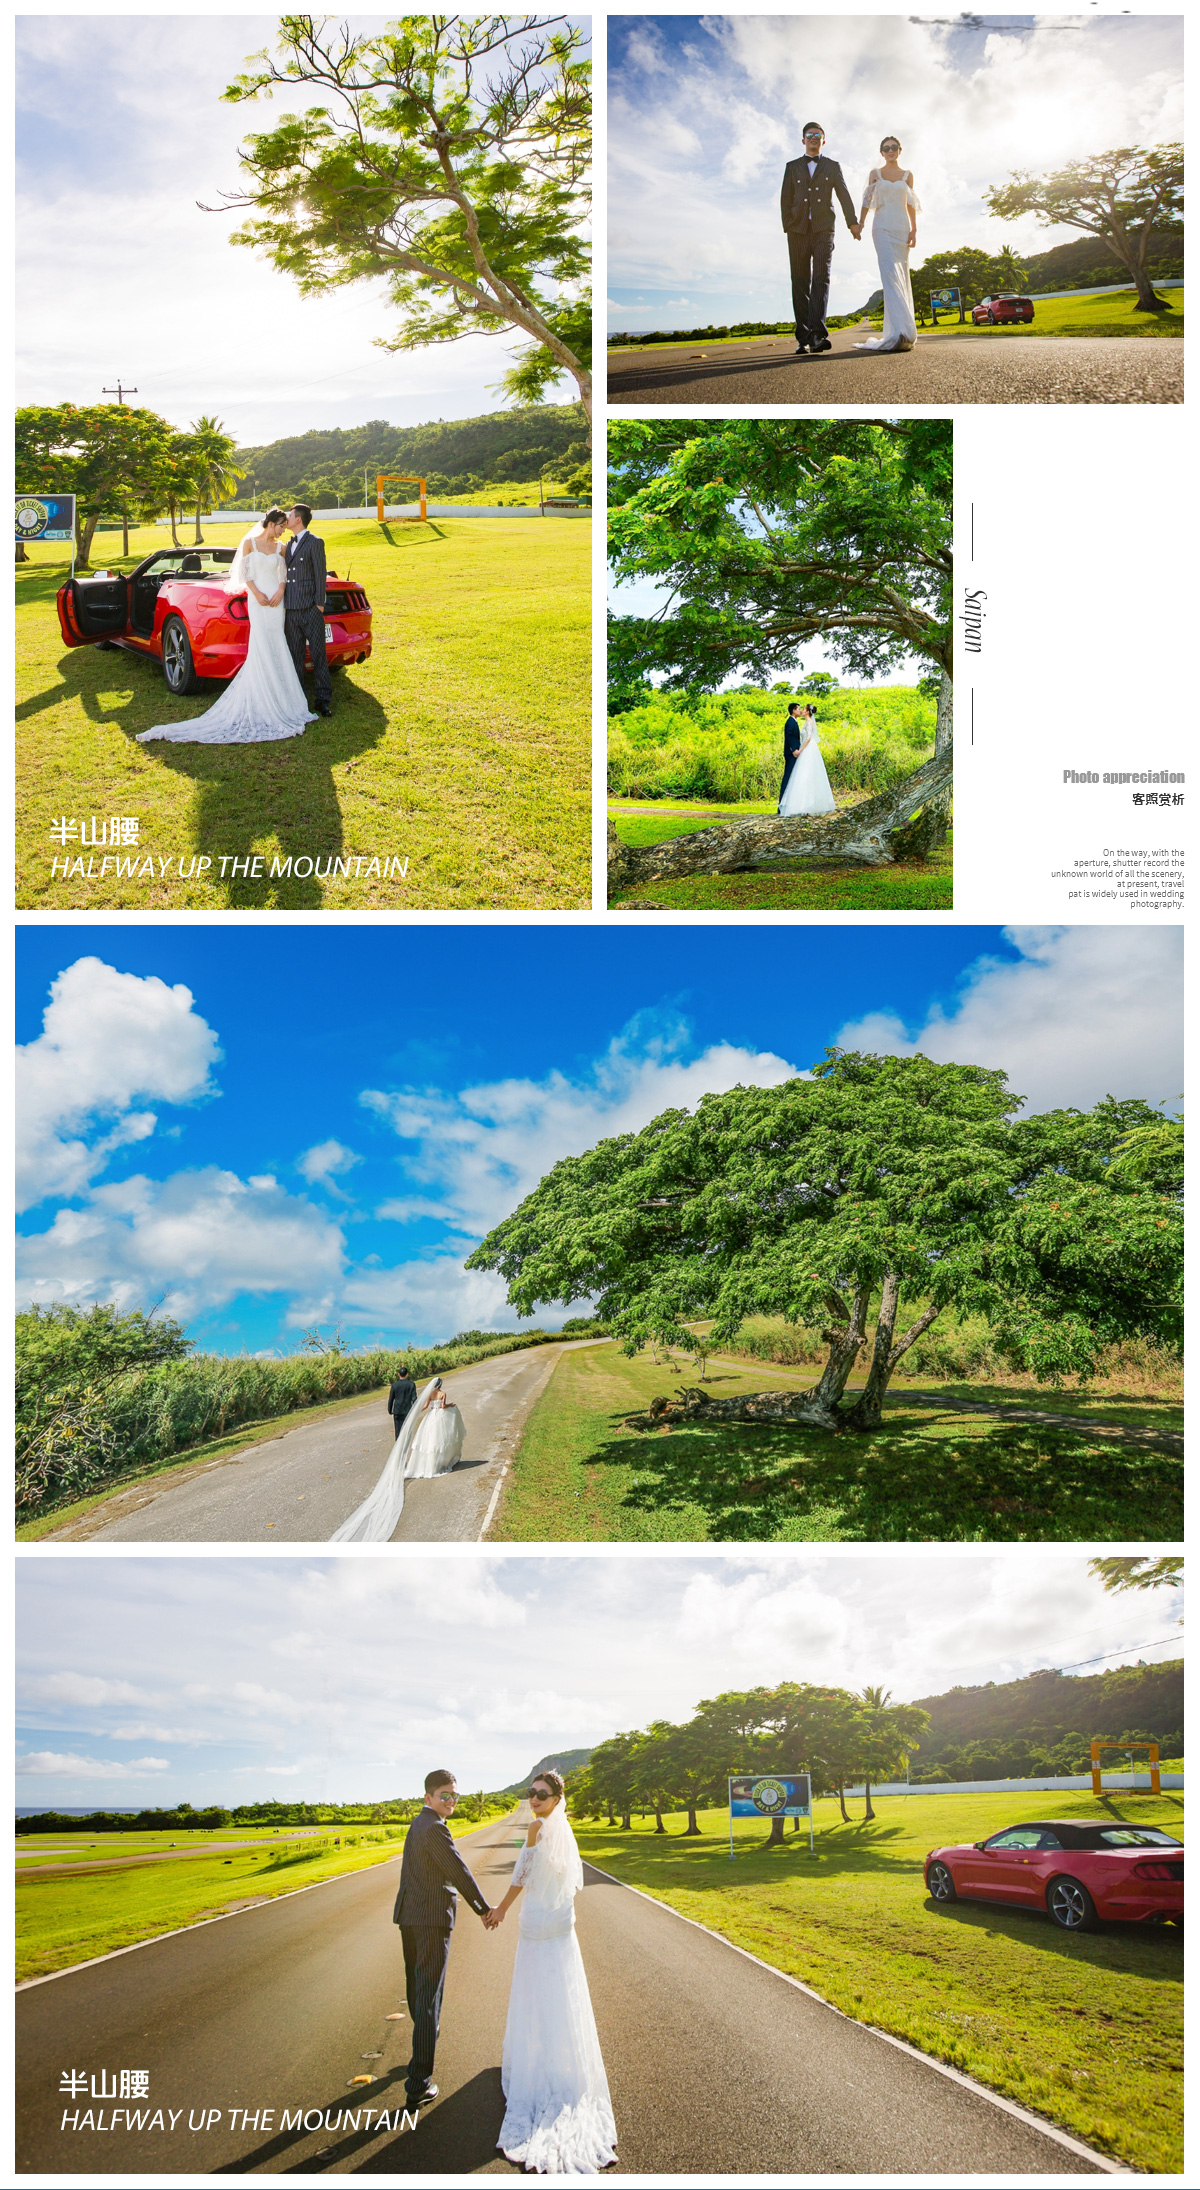 半山腰
HALFWAY UP THE MOUNTAIN
Saipan
Photo appreciation
客照赏析
On the way, with the
aperture, shutter record the
unknown world of all the scenery,
at present, travel
pat is widely used in wedding
photography.
半山腰
HALFWAY UP THE MOUNTAIN